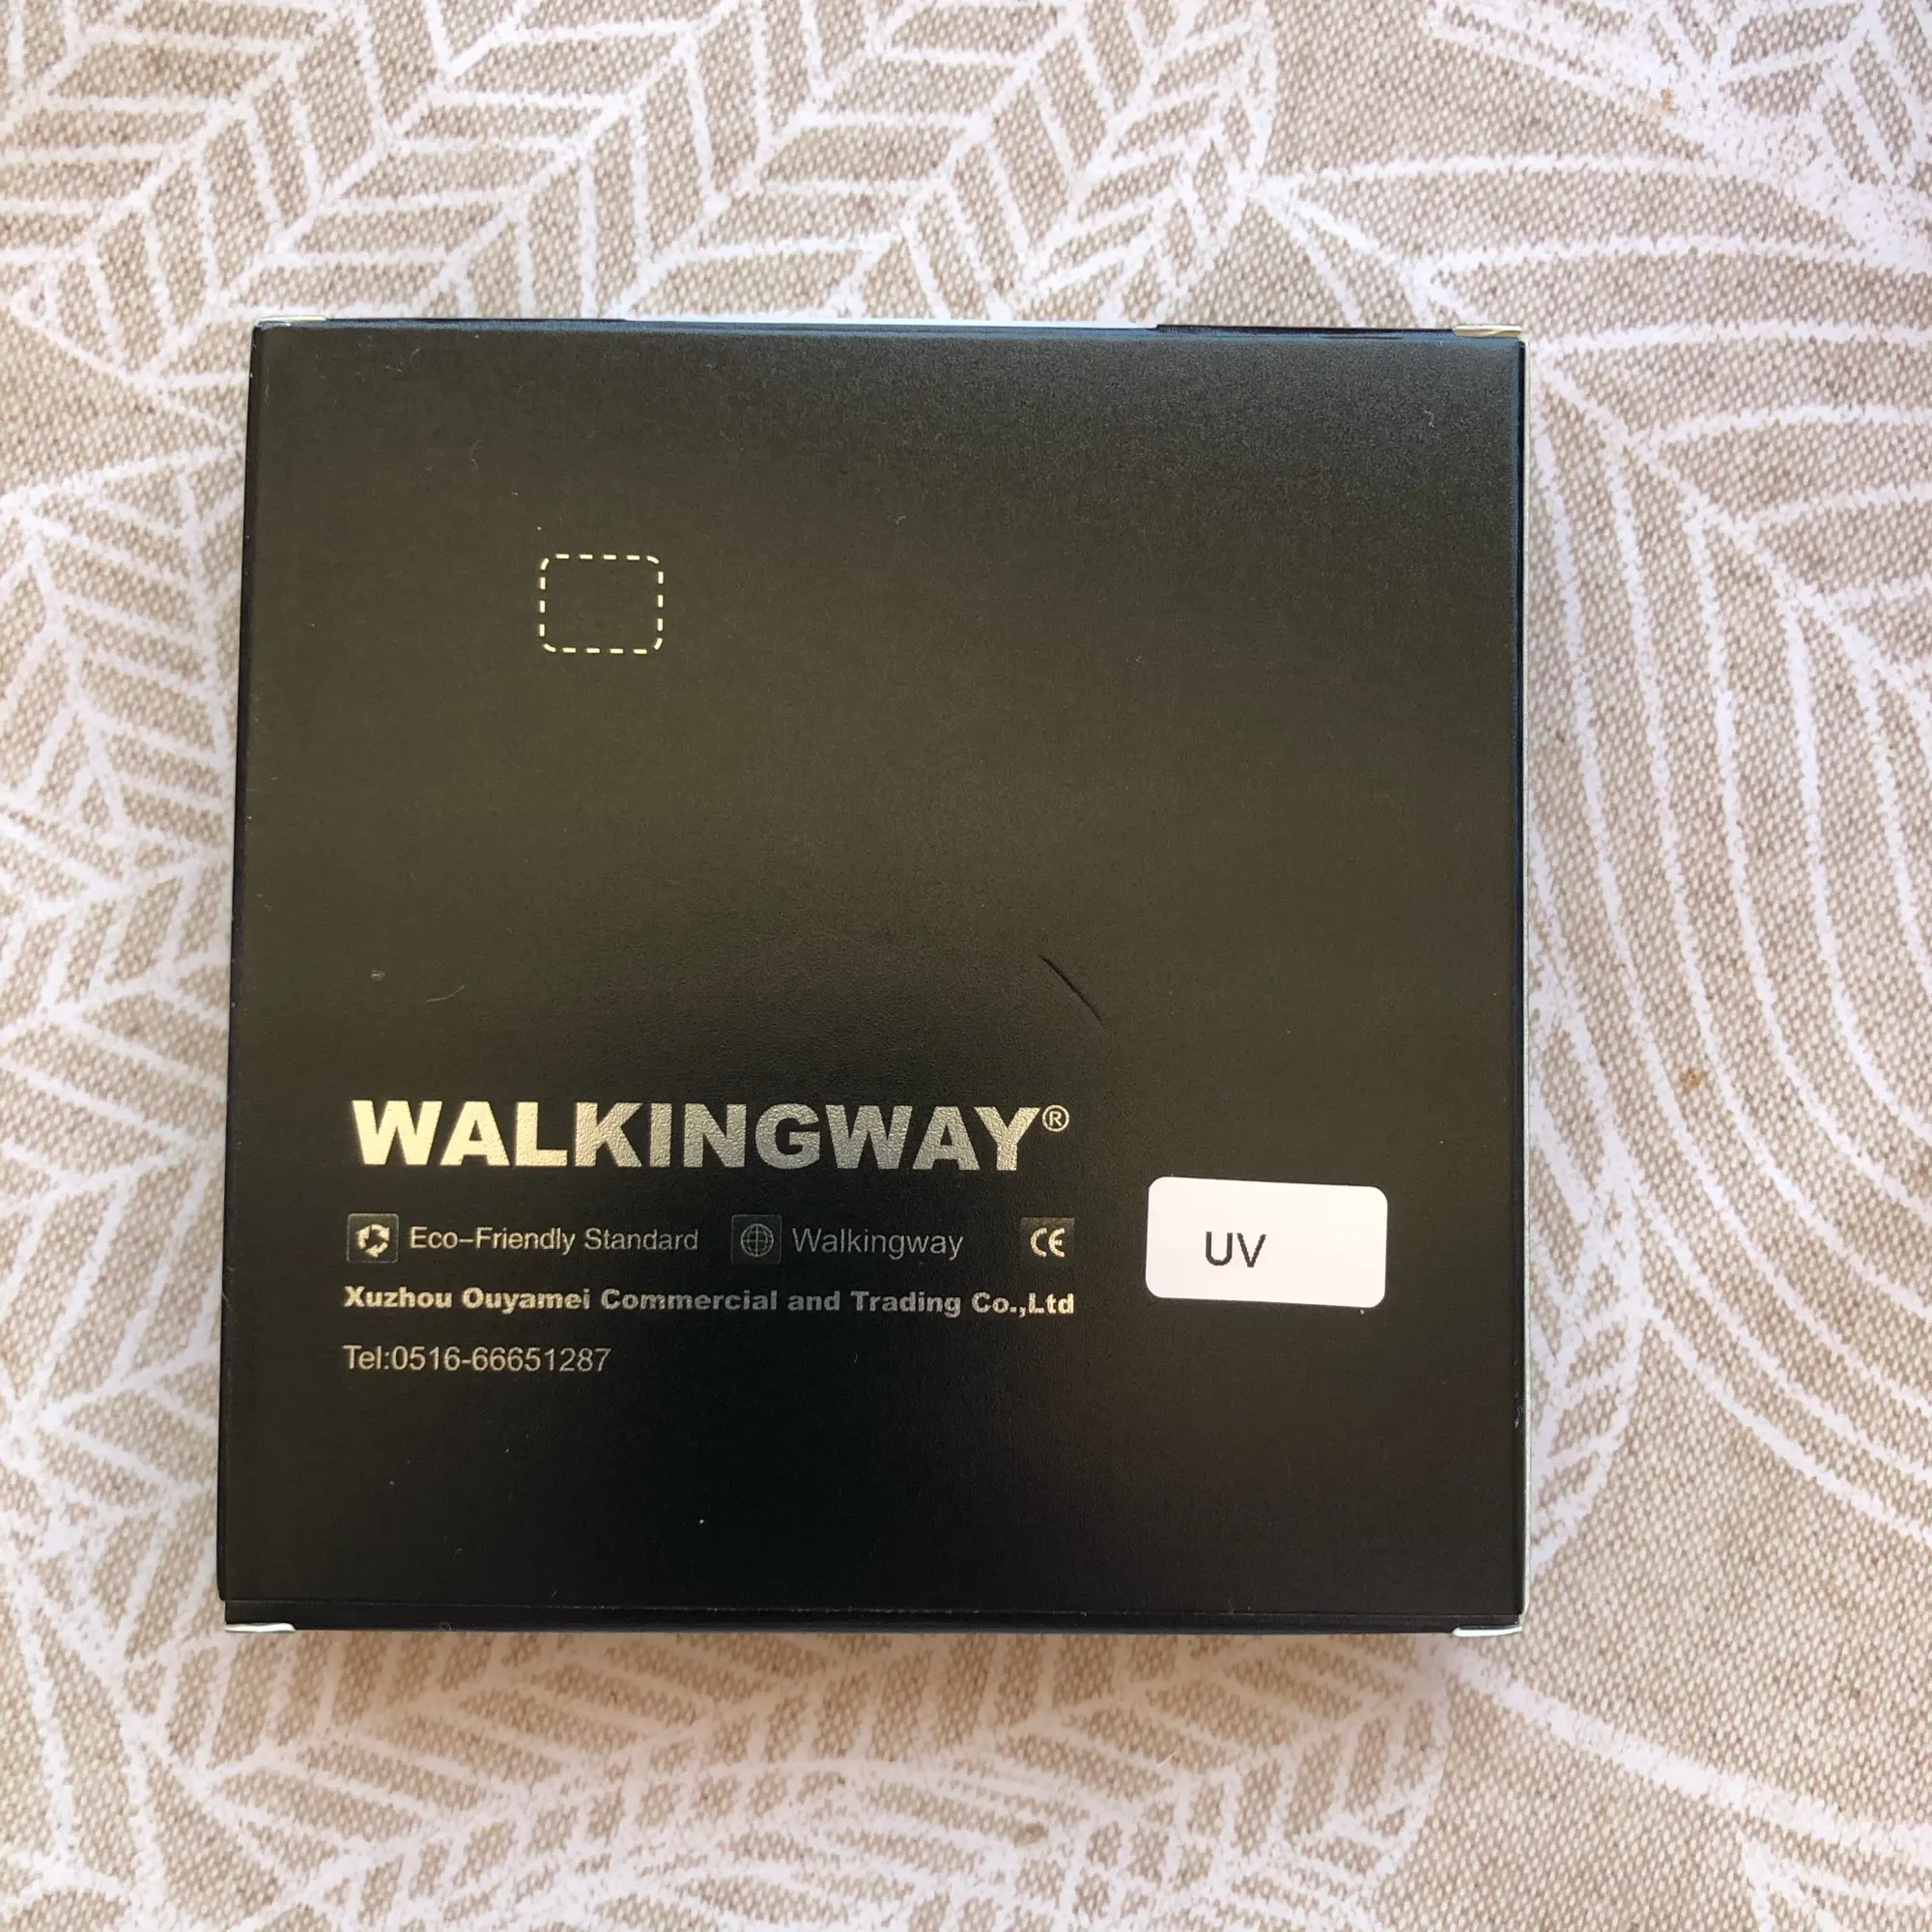 WALKINGWAY®
Eco-Friendly Standard Walkingway CE
Xuzhou Ouyamei Commercial and Trading Co.,Ltd
Tel:0516-66651287
UV